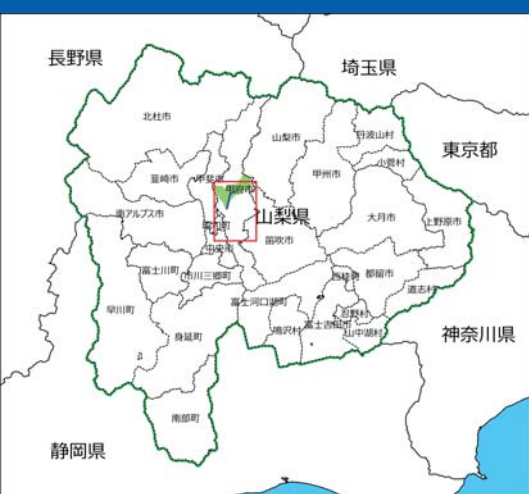 長野県
埼玉県
北杜市
山梨市
丹波山村
東京都
小菅村
甲州市
韮崎市
甲斐市
甲府市
南アルプス市
山梨県
大月市
上野原市
笛吹市
中央市
富士川町
市川三郷町
西桂町
都留市
道志村
早川町
富士河口湖町
忍野村
鳴沢村
富士吉田市
山中湖村
身延町
神奈川県
南部町
静岡県